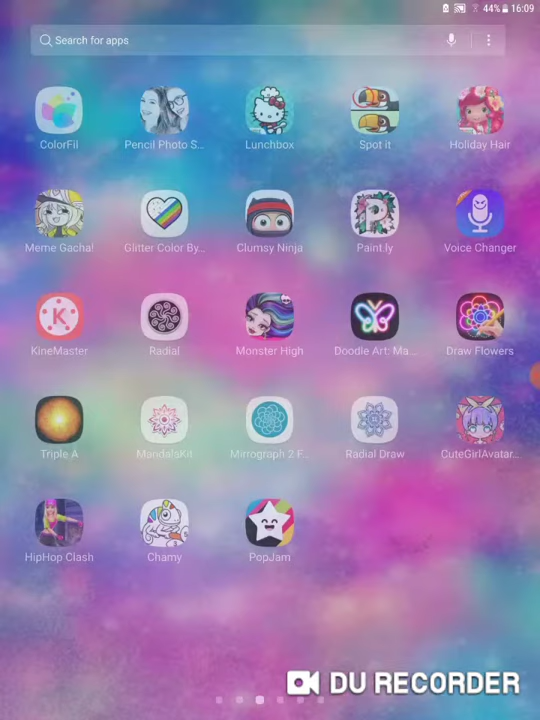 44% 16:09
Search for apps
ColorFil
Pencil Photo S...
Lunchbox
Spot it
Holiday Hair
Meme Gacha!
Glitter Color By...
Clumsy Ninja
Paint.ly
Voice Changer
KineMaster
Radial
Monster High
Doodle Art: Ma...
Draw Flowers
Triple A
MandalsKit
Mirrograph 2 F...
Radial Draw
CuteGirlAvatar...
HipHop Clash
Chamy
PopJam
DU RECORDER